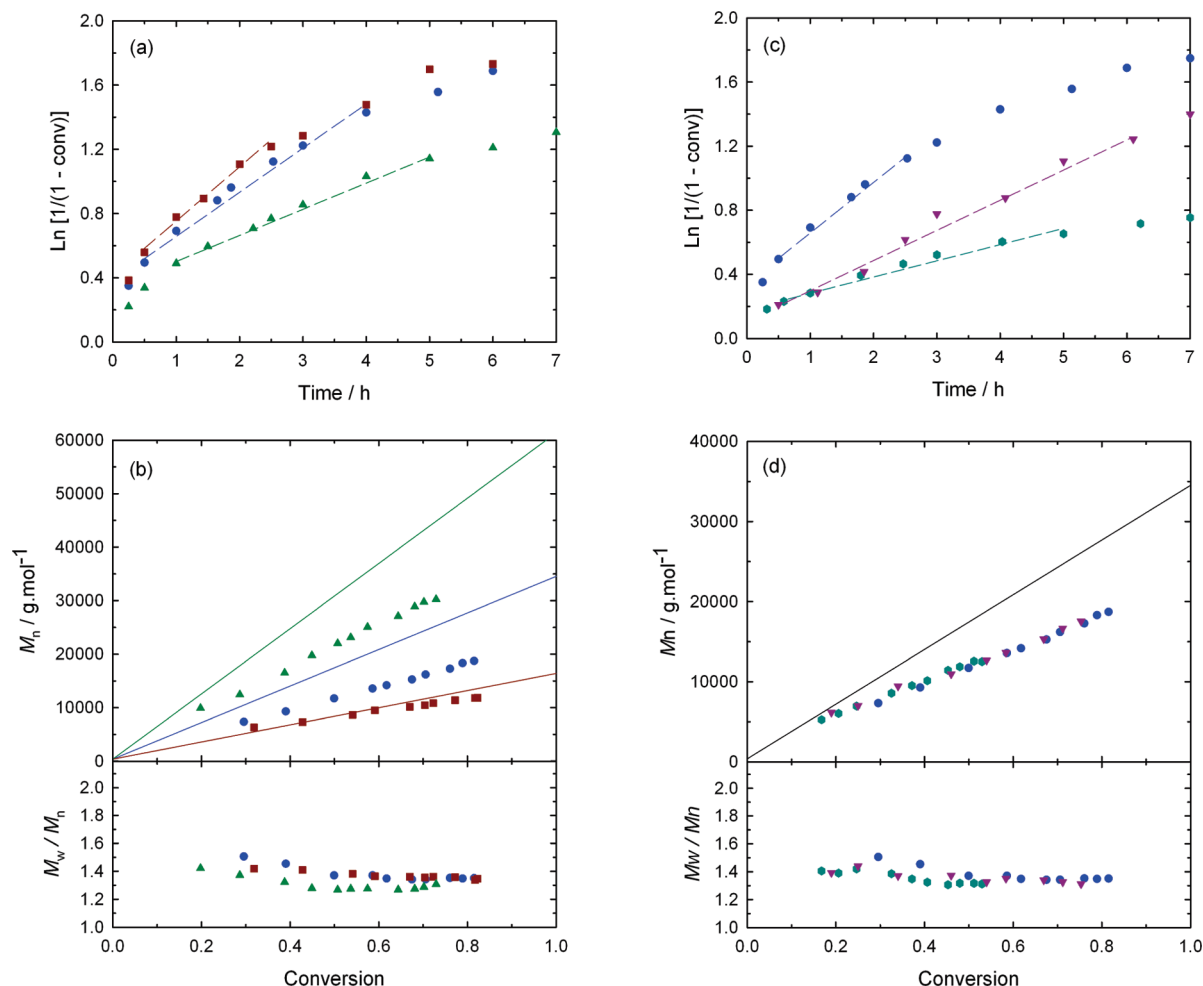 (a)
Ln [1/(1 - conv)]
1.6
1.2
0.8
0.4
0.0
0 1 2 3 4 5 6 7
Time / h
(c)
Ln [1/(1 - conv)]
1.6
1.2
0.8
0.4
0.0
0 1 2 3 4 5 6 7
Time / h
(b)
Mn / g.mol-1
60000
50000
40000
30000
20000
10000
0
Mw / Mn
2.0
1.8
1.6
1.4
1.2
1.0
0.0 0.2 0.4 0.6 0.8 1.0
Conversion
(d)
Mn / g.mol-1
40000
30000
20000
10000
0
Mw / Mn
2.0
1.8
1.6
1.4
1.2
1.0
0.0 0.2 0.4 0.6 0.8 1.0
Conversion